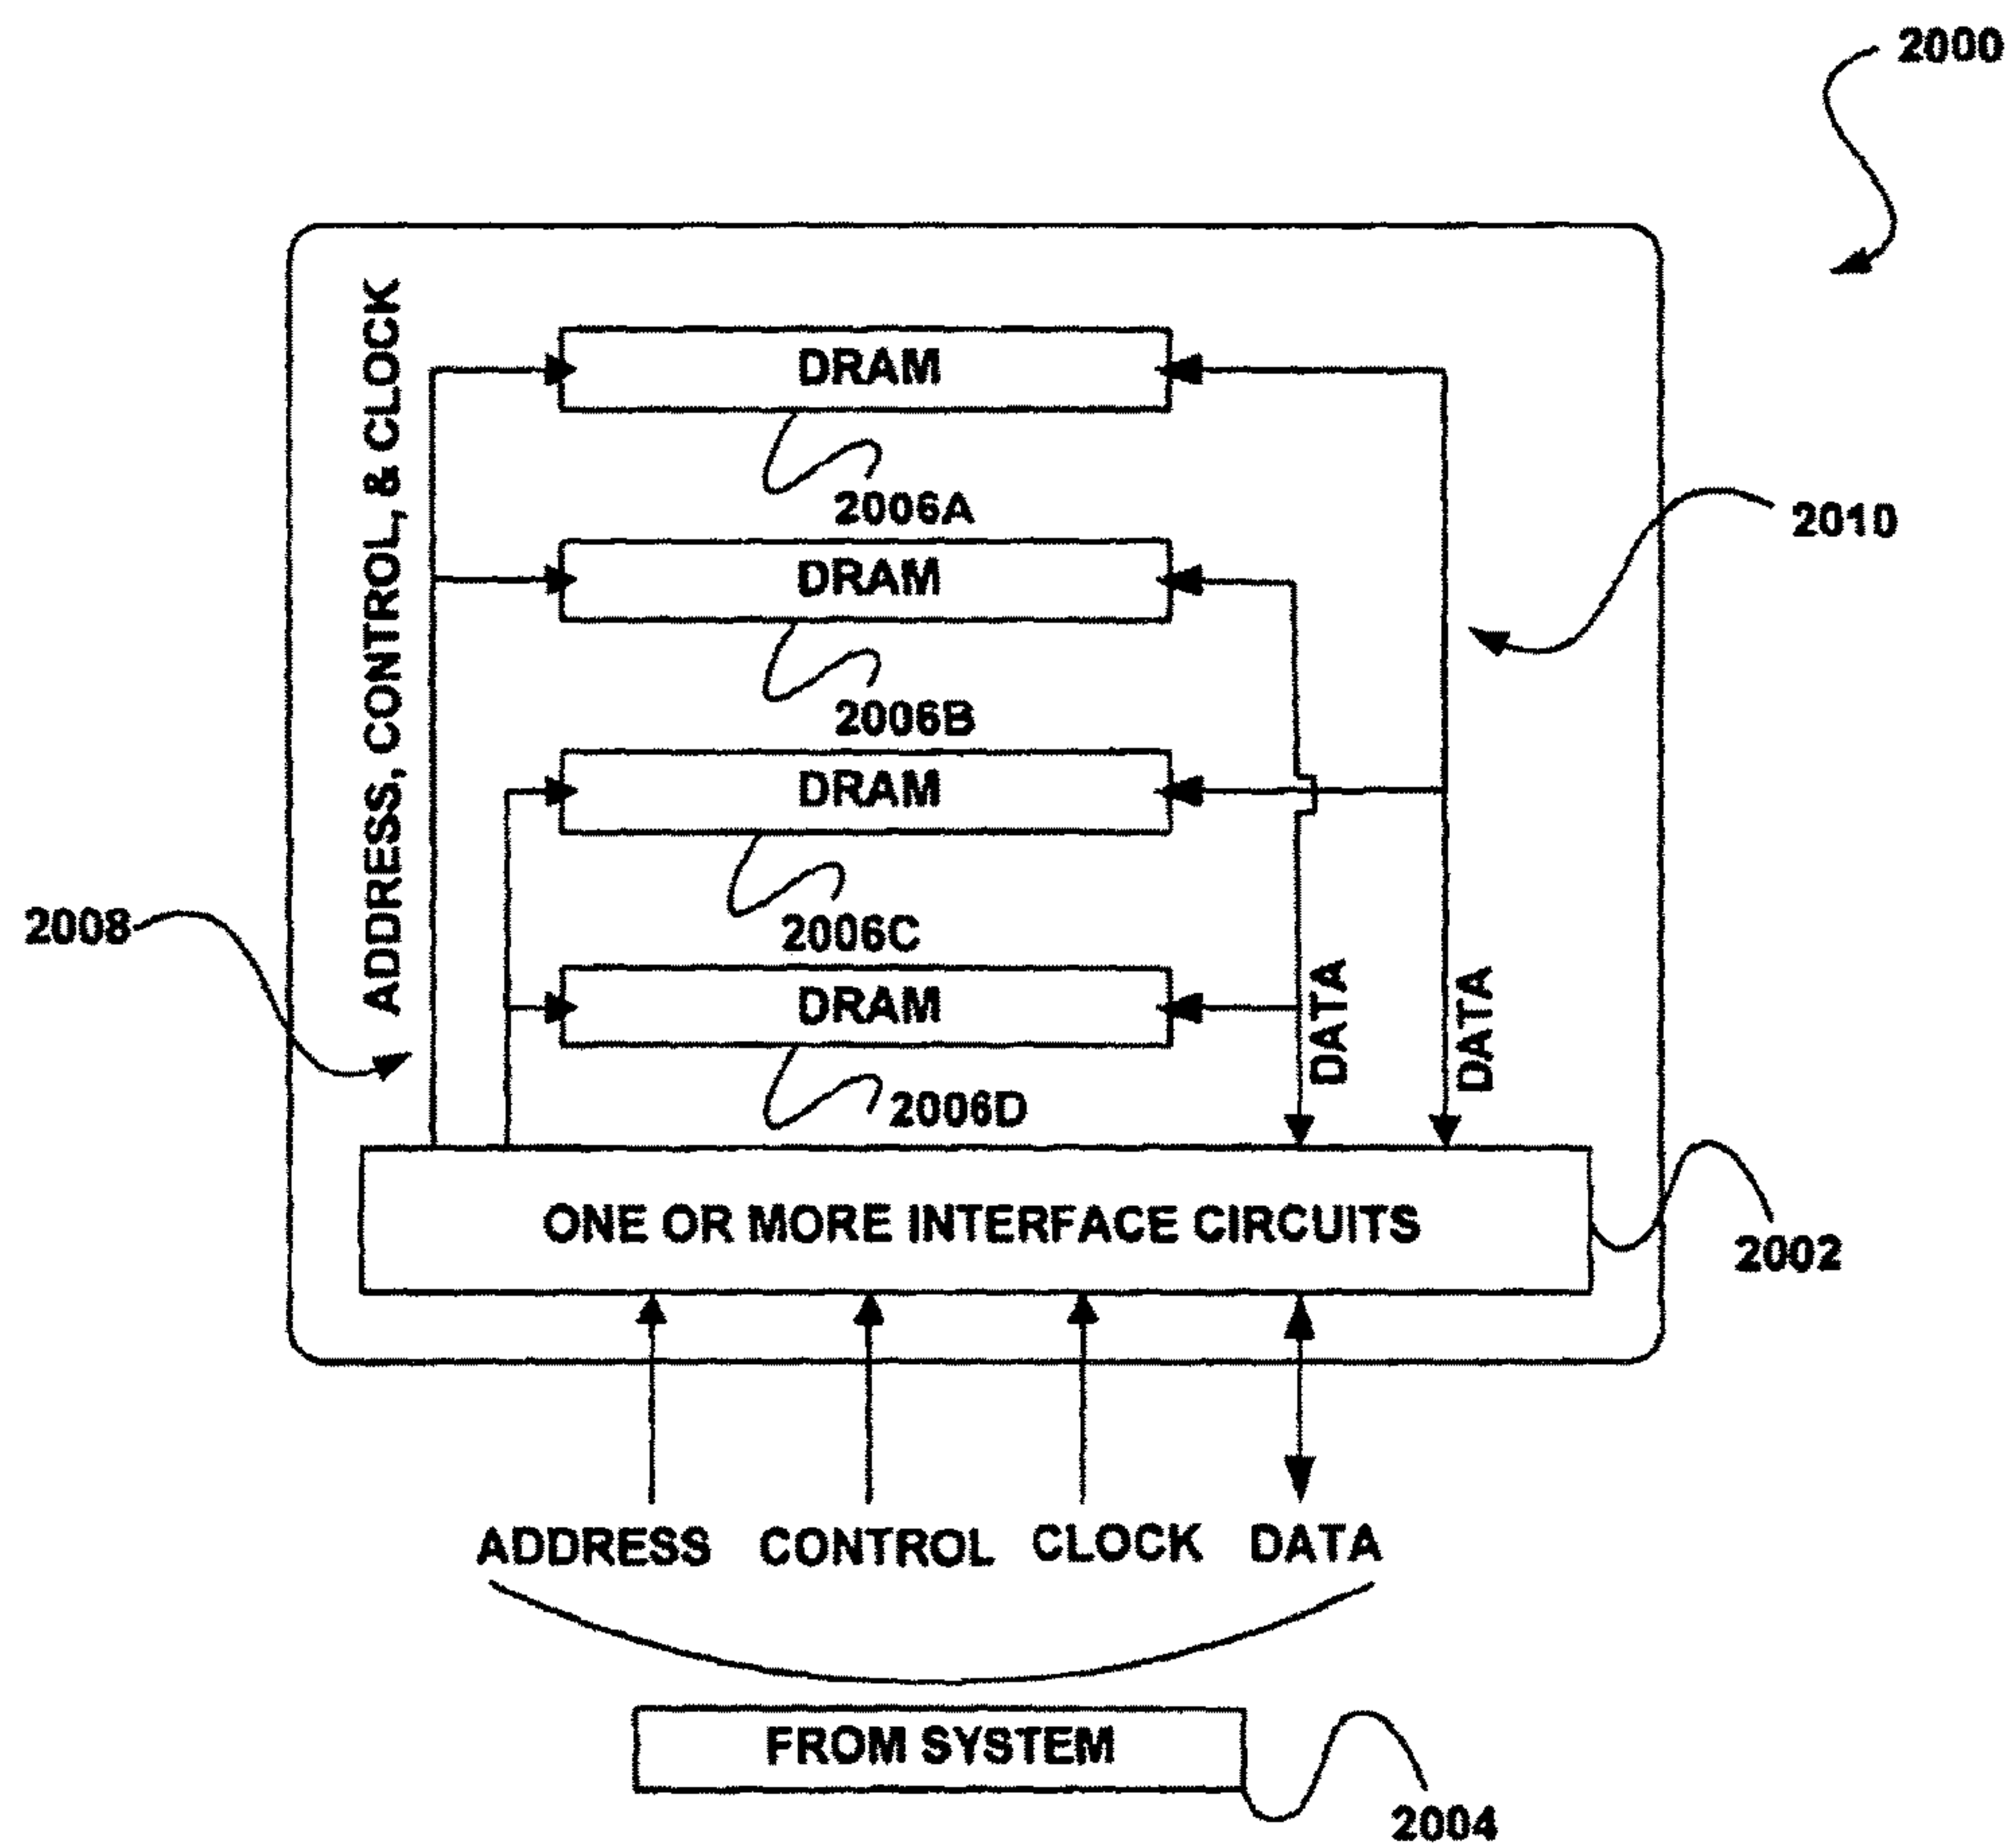 2000
ADDRESS, CONTROL, & CLOCK
DRAM
2006A
2010
DRAM
2006B
DRAM
2006C
2008
DRAM
2006D
DATA
DATA
ONE OR MORE INTERFACE CIRCUITS
2002
ADDRESS CONTROL CLOCK DATA
FROM SYSTEM
2004